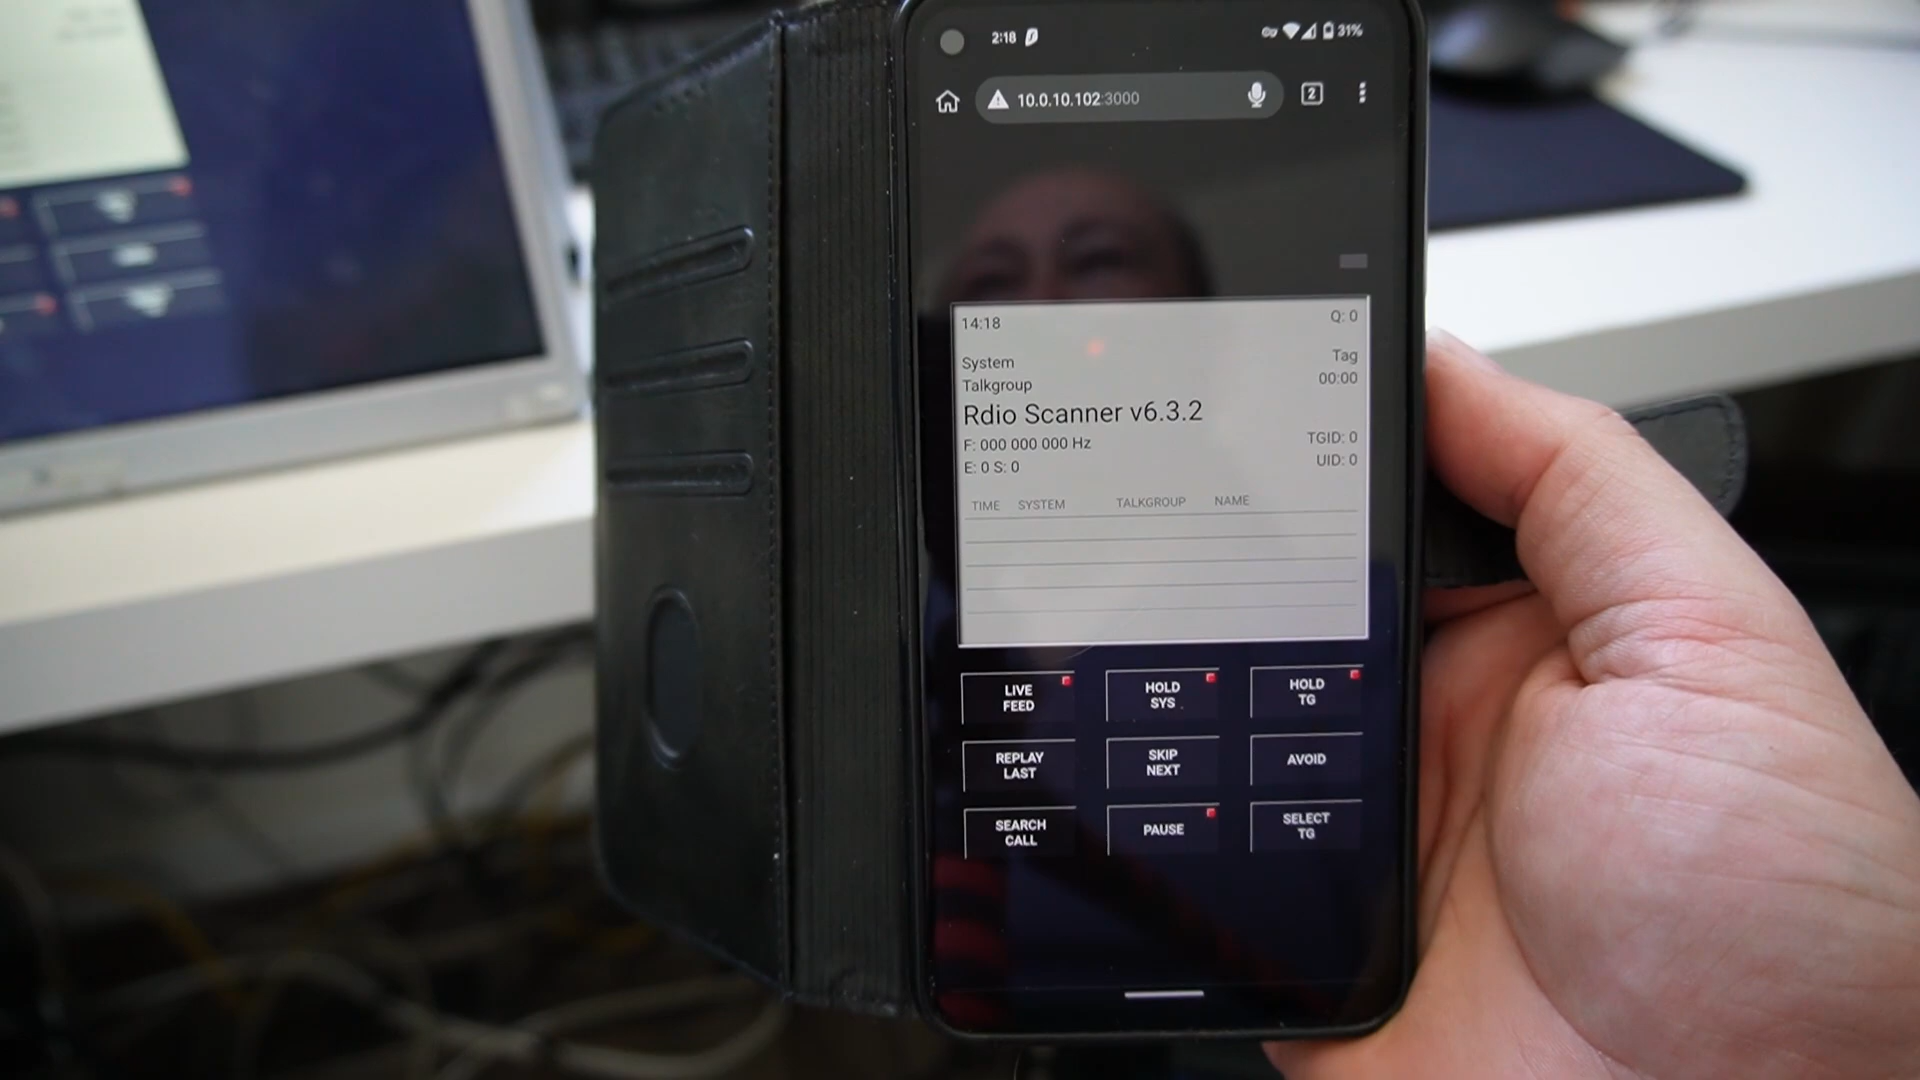 2:18
31%
10.0.10.102:3000
2
14:18
Q: 0
System
Tag
Talkgroup
00:00
Rdio Scanner v6.3.2
F: 000 000 000 Hz
TGID: 0
E: 0 S: 0
UID: 0
TIME SYSTEM TALKGROUP NAME
LIVE
FEED
HOLD
SYS
HOLD
TG
REPLAY
LAST
SKIP
NEXT
AVOID
SEARCH
CALL
PAUSE
SELECT
TG